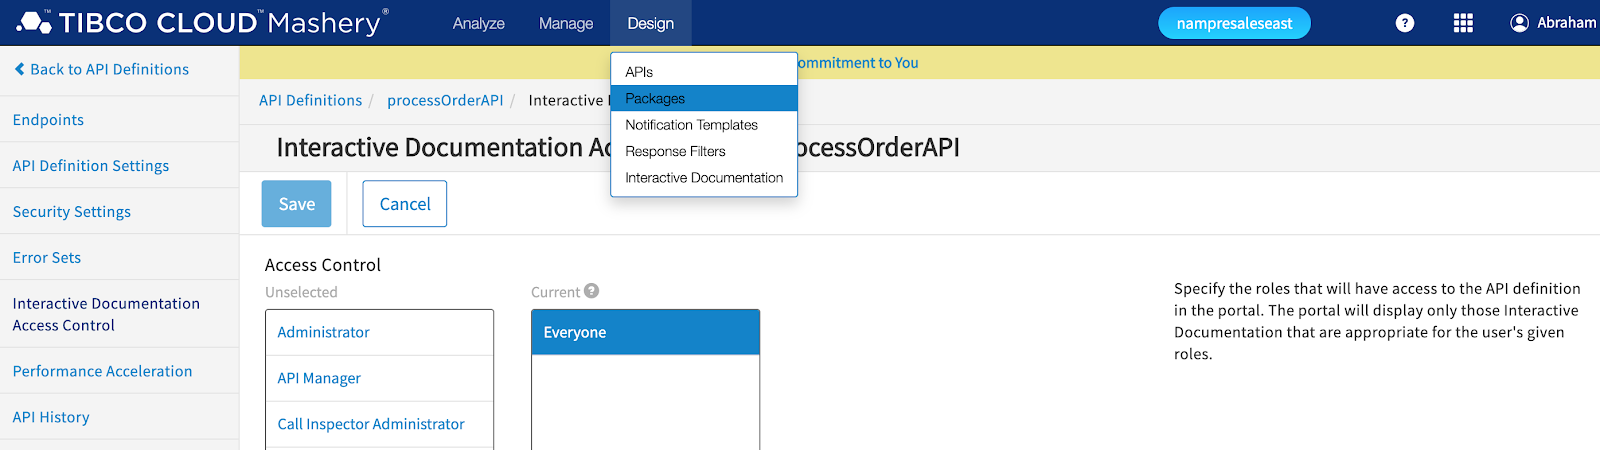 TIBCO CLOUD™ Mashery®
Analyze
Manage
Design
nampresaleseast
?
Abraham
Back to API Definitions
Endpoints
API Definition Settings
Security Settings
Error Sets
Interactive Documentation
Access Control
Performance Acceleration
API History
ommitment to You
API Definitions / processOrderAPI / Interactive
APIs
Packages
Notification Templates
Response Filters
Interactive Documentation
Interactive Documentation Ac ocessOrderAPI
Save
Cancel
Access Control
Unselected
Administrator
API Manager
Call Inspector Administrator
Current ?
Everyone
Specify the roles that will have access to the API definition
in the portal. The portal will display only those Interactive
Documentation that are appropriate for the user's given
roles.